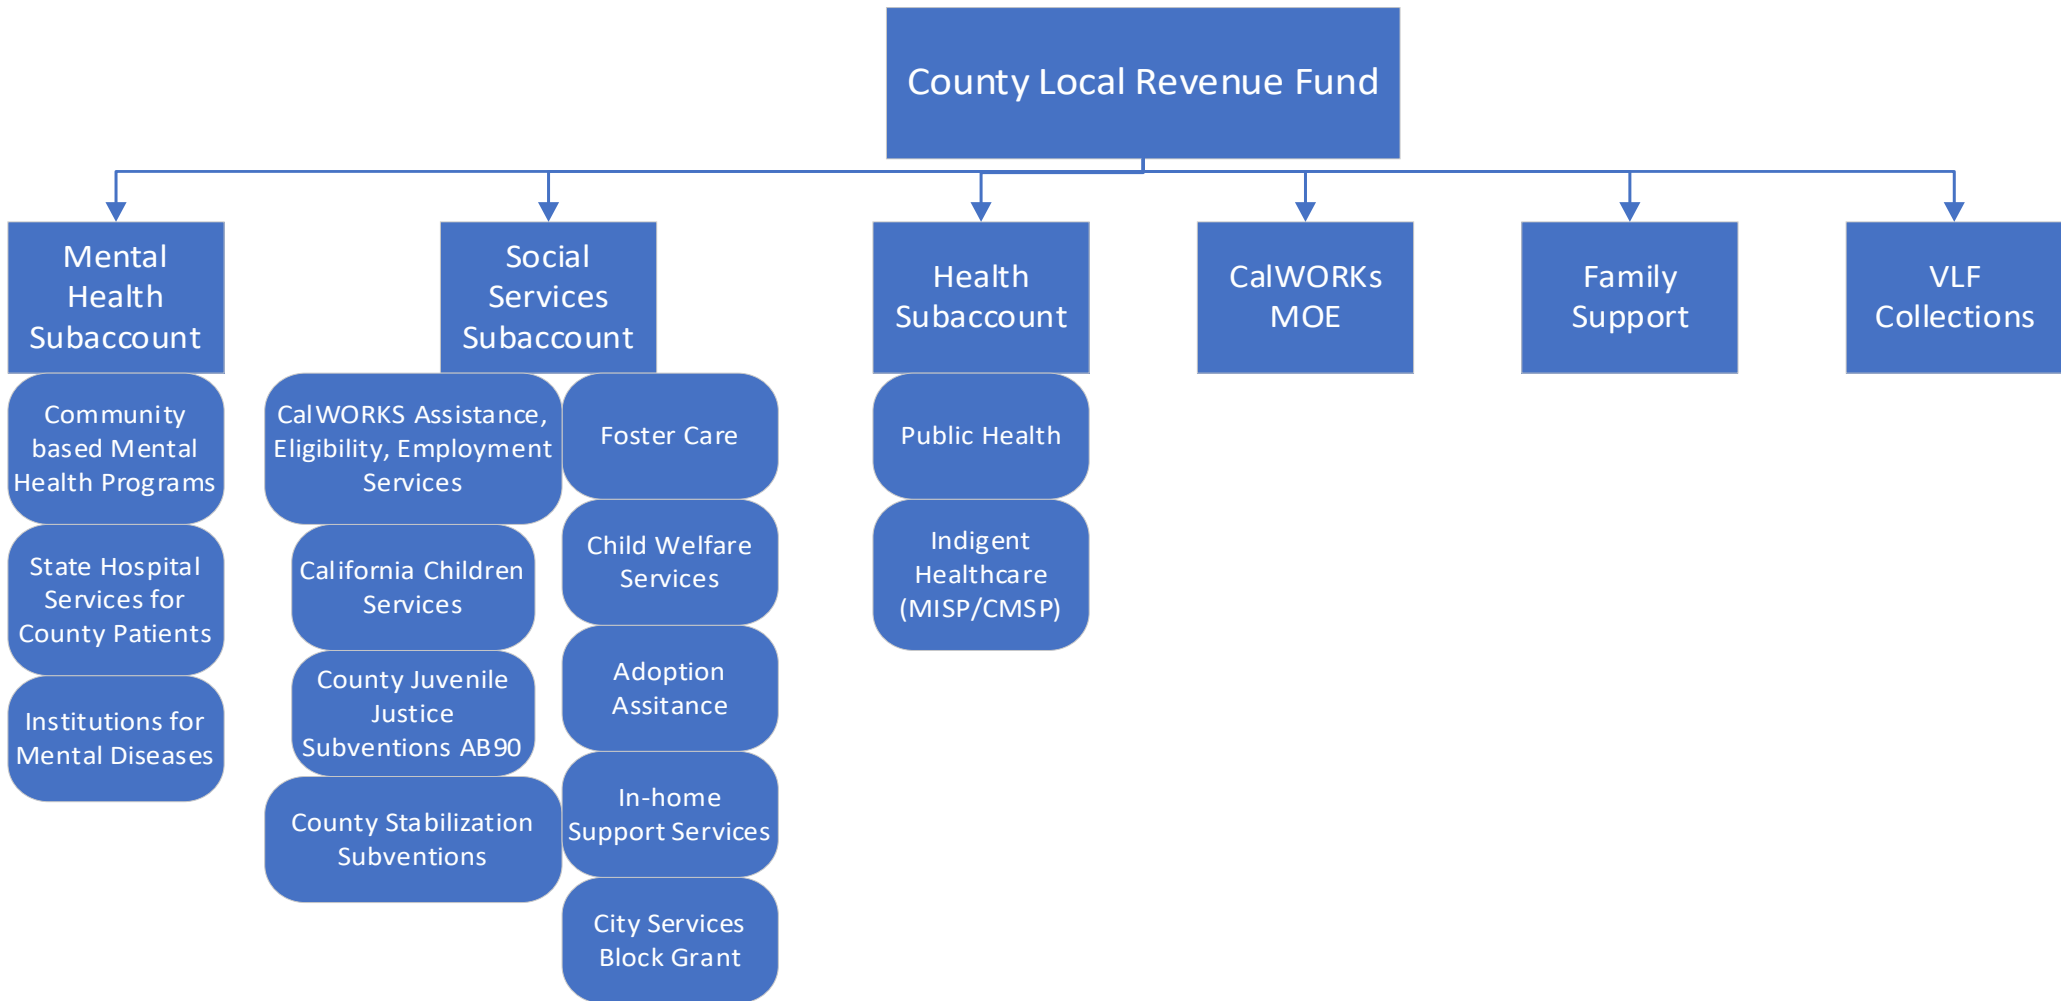 County Local Revenue Fund
Mental
Health
Subaccount
Community
based Mental
Health Programs
State Hospital
Services for
County Patients
Institutions for
Mental Diseases
Social
Services
Subaccount
CalWORKS Assistance,
Eligibility, Employment
Services
California Children
Services
County Juvenile
Justice
Subventions AB90
County Stabilization
Subventions
Foster Care
Child Welfare
Services
Adoption
Assitance
In-home
Support Services
City Services
Block Grant
Health
Subaccount
Public Health
Indigent
Healthcare
(MISP/CMSP)
CalWORKs
MOE
Family
Support
VLF
Collections